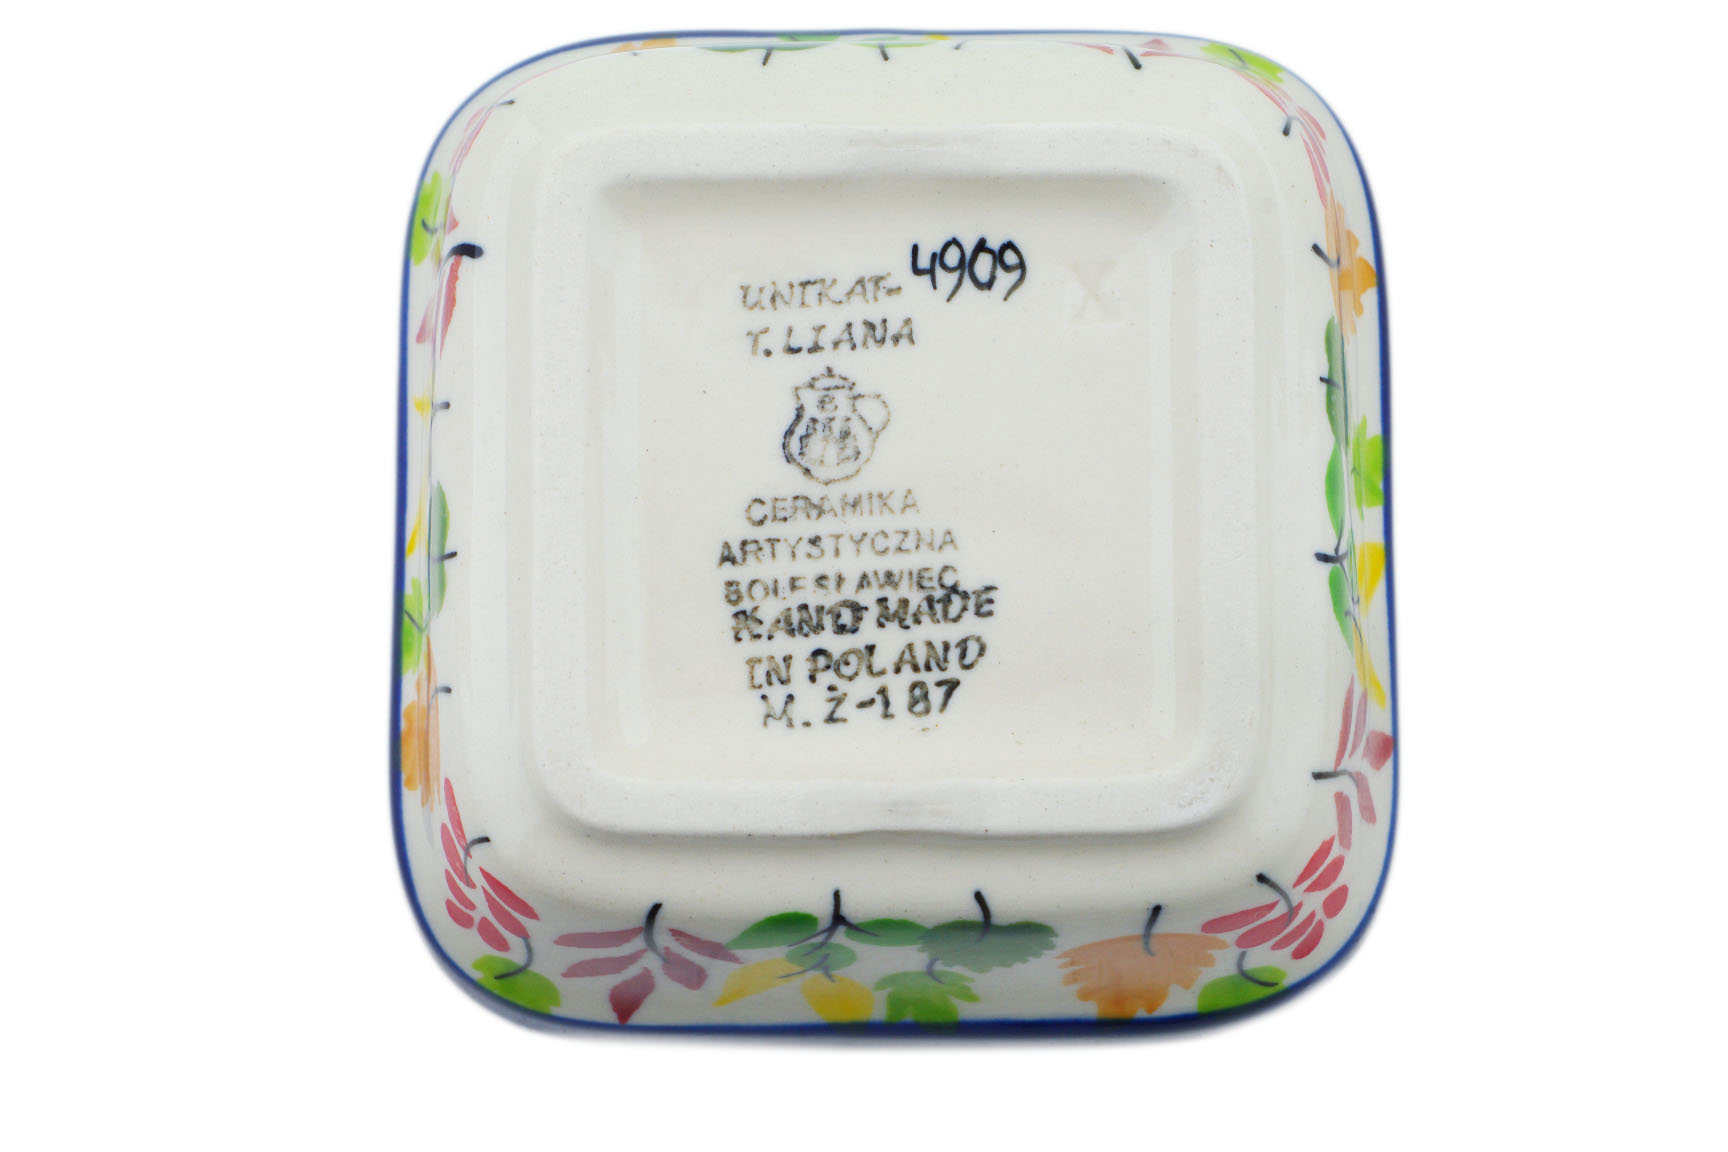 UNIKAT- 4909
T. LIANA
CERAMIKA
ARTYSTYCZNA
BOLESŁAWIEC
HAND MADE
IN POLAND
M. Ż-187
X